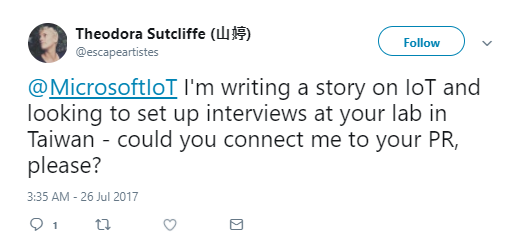 Theodora Sutcliffe (山婷)
@escapeartistes
Follow
@MicrosoftIoT I'm writing a story on IoT and
looking to set up interviews at your lab in
Taiwan - could you connect me to your PR,
please?
3:35 AM - 26 Jul 2017
1